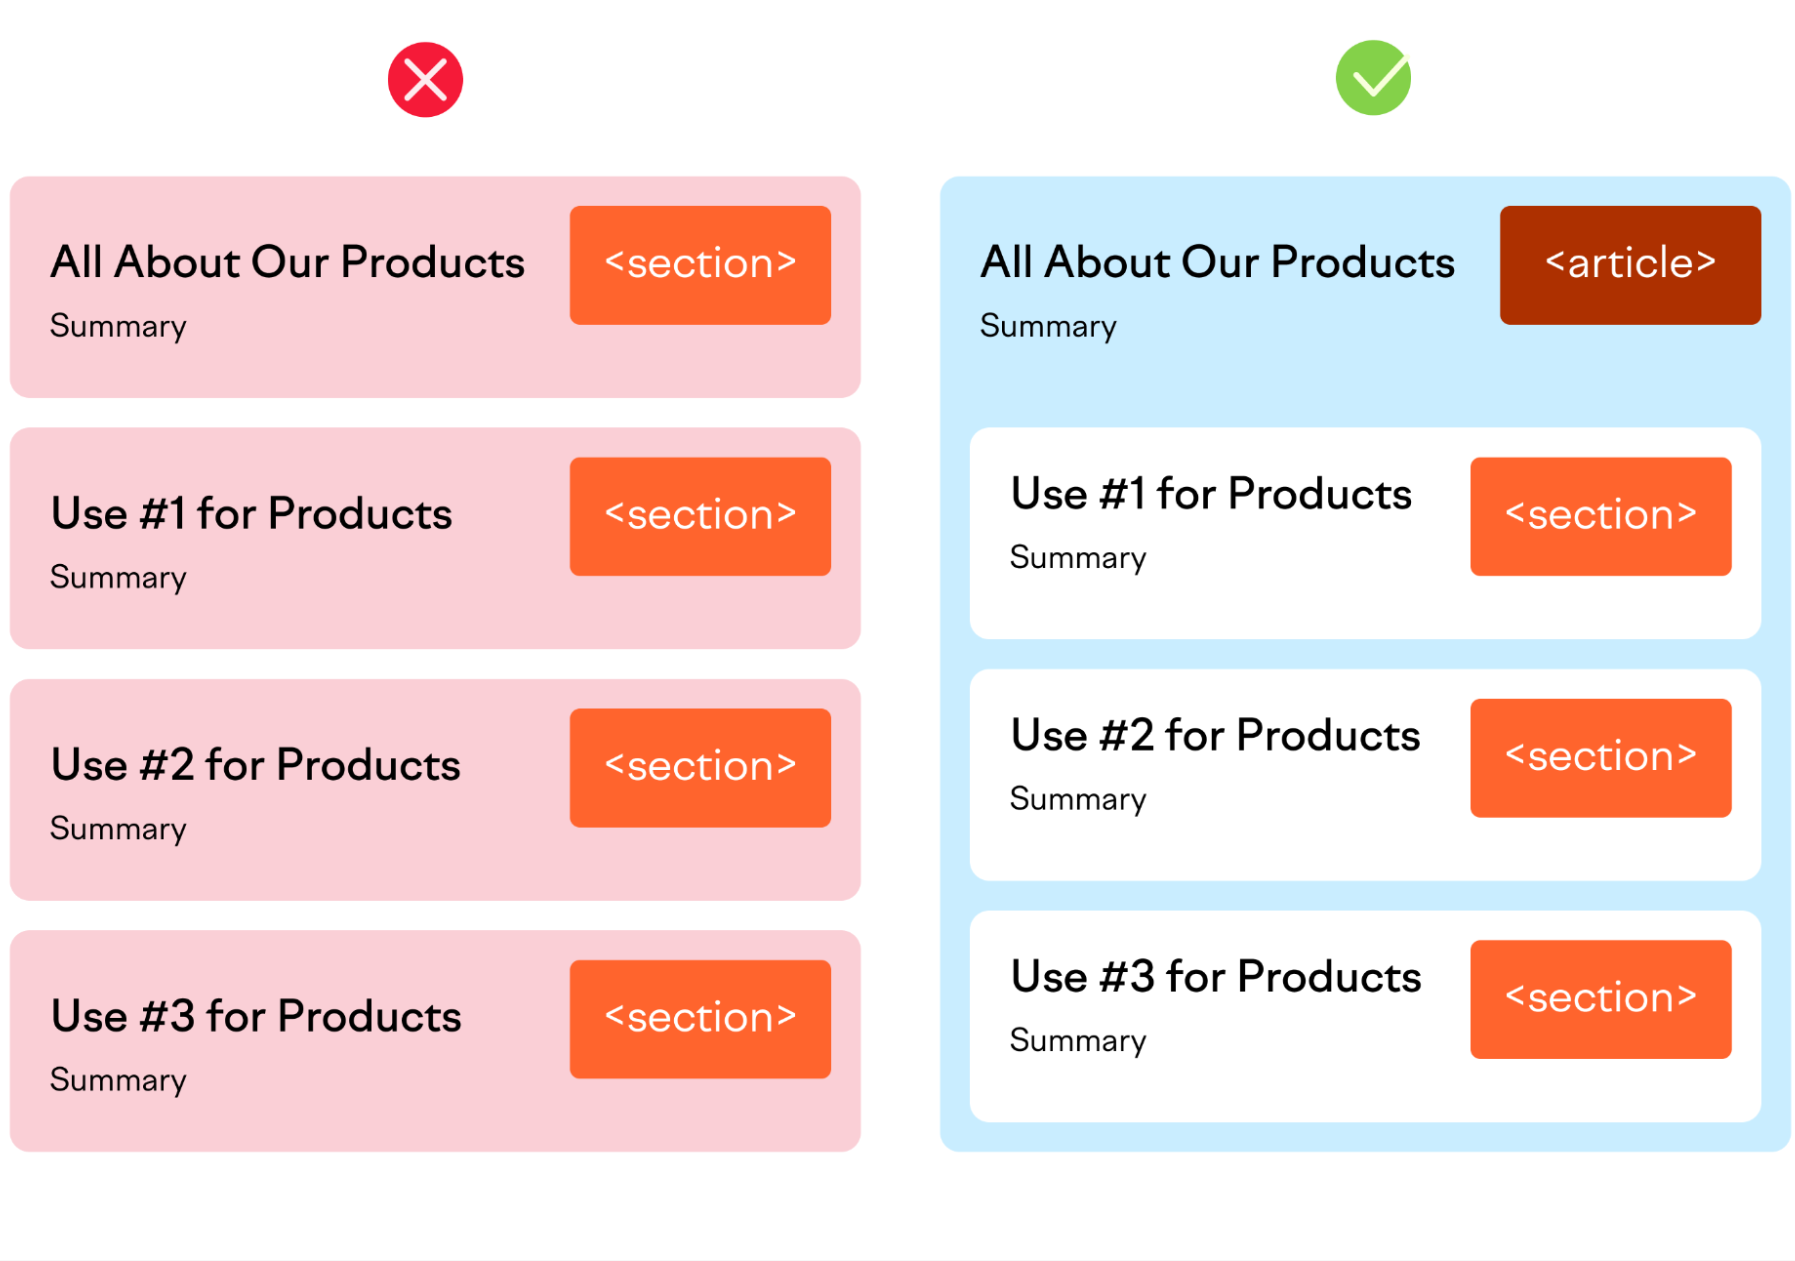 All About Our Products
<section>
Summary
Use #1 for Products
<section>
Summary
Use #2 for Products
<section>
Summary
Use #3 for Products
<section>
Summary
All About Our Products
<article>
Summary
Use #1 for Products
<section>
Summary
Use #2 for Products
<section>
Summary
Use #3 for Products
<section>
Summary